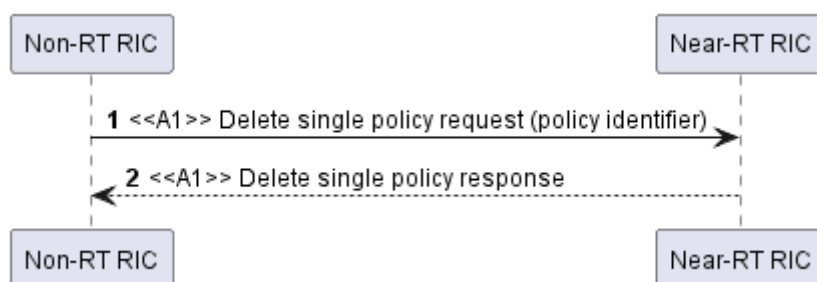 Non-RT RIC
Near-RT RIC
1 <<A1>> Delete single policy request (policy identifier)
2 <<A1>> Delete single policy response
Non-RT RIC
Near-RT RIC